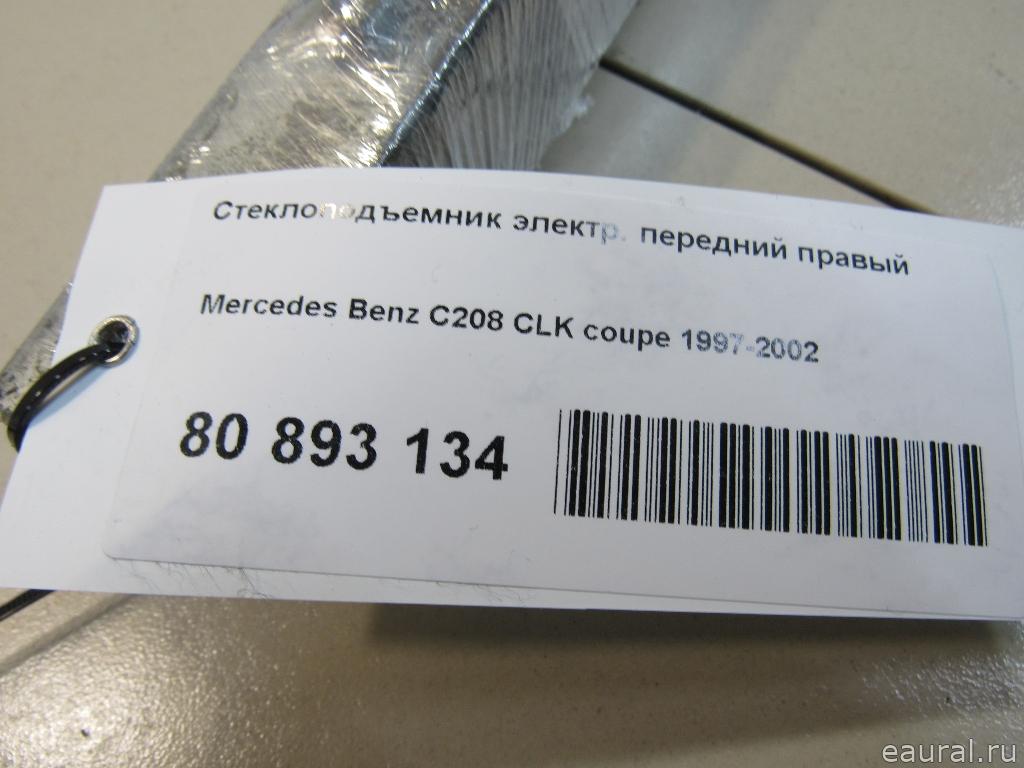 Стеклоподъемник электр. передний правый
Mercedes Benz C208 CLK coupe 1997-2002
80 893 134
eaural.ru